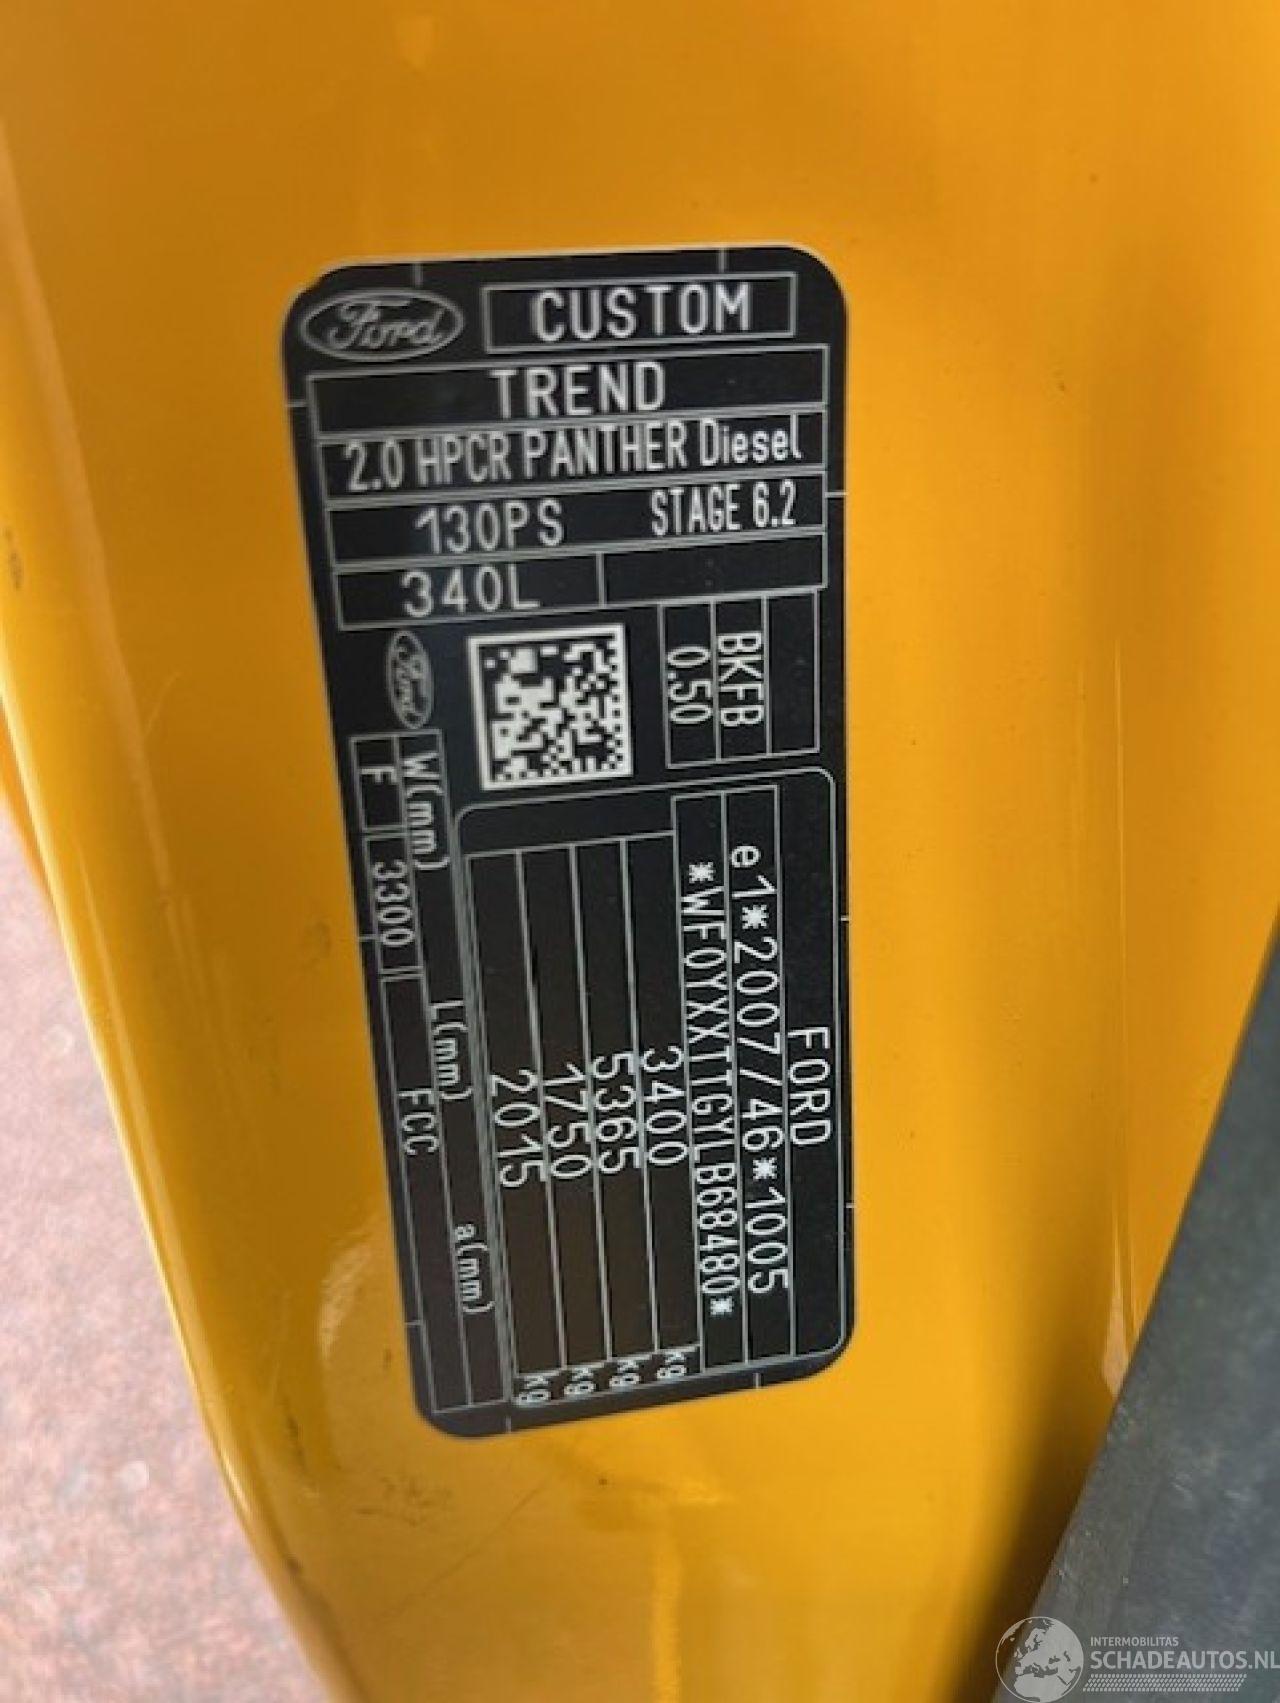 Ford
CUSTOM
TREND
2.0 HPCR PANTHER Diesel
130PS STAGE 6.2
340L
BKFB
0.50
Ford
FORD
e1*2007/46*1005
*WF0YXXTTGYLB68480*
3400 kg
5365 kg
1750 kg
2015 kg
W(mm) L(mm) a(mm)
F 3300 FCC
INTERMOBILITAS
SCHADEAUTOS.NL